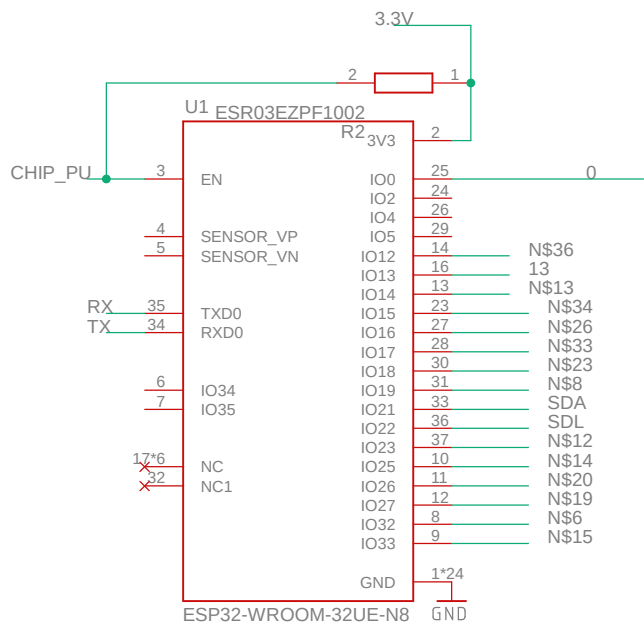 3.3V
2 1
U1 ESR03EZPF1002
R2
3V3 2
CHIP_PU 3 EN
IO0 25 0
IO2 24
IO4 26
4 SENSOR_VP
IO5 29
5 SENSOR_VN
IO12 14 N$36
IO13 16 13
IO14 13 N$13
RX 35 TXD0
IO15 23 N$34
TX 34 RXD0
IO16 27 N$26
IO17 28 N$33
IO18 30 N$23
6 IO34
IO19 31 N$8
7 IO35
IO21 33 SDA
IO22 36 SDL
IO23 37 N$12
17*6 NC
IO25 10 N$14
32 NC1
IO26 11 N$20
IO27 12 N$19
IO32 8 N$6
IO33 9 N$15
GND 1*24
ESP32-WROOM-32UE-N8 GND